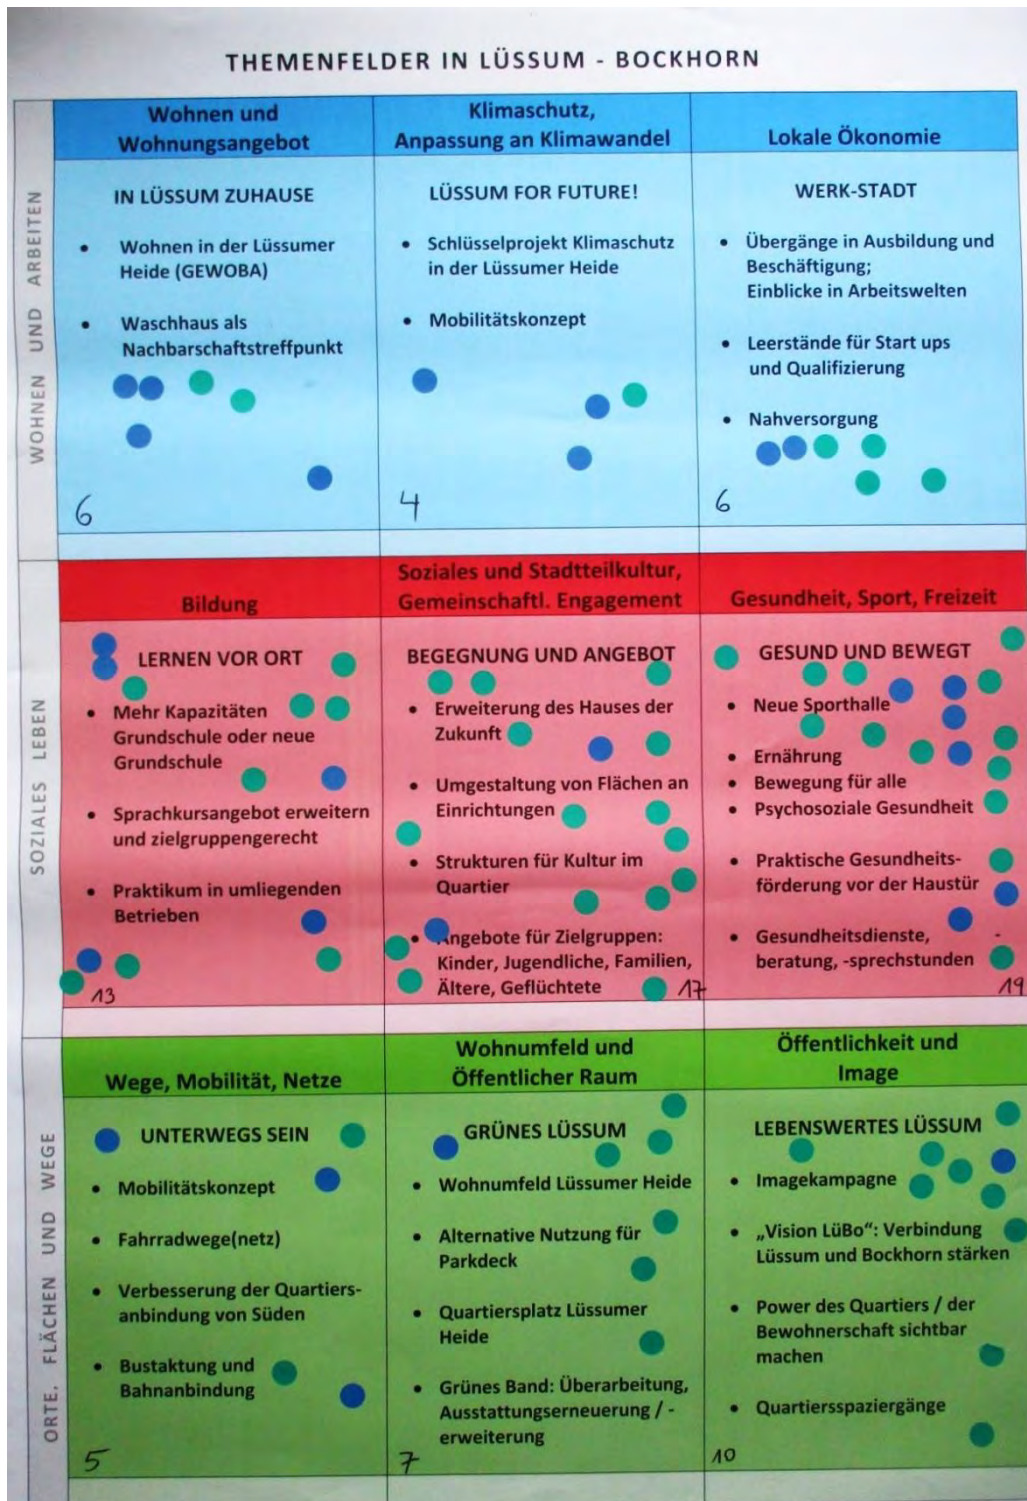 THEMENFELDER IN LÜSSUM - BOCKHORN
WOHNEN UND ARBEITEN
Wohnen und
Wohnungsangebot
IN LÜSSUM ZUHAUSE
• Wohnen in der Lüssumer
Heide (GEWOBA)
• Waschhaus als
Nachbarschaftstreffpunkt
6
Klimaschutz,
Anpassung an Klimawandel
LÜSSUM FOR FUTURE!
• Schlüsselprojekt Klimaschutz
in der Lüssumer Heide
• Mobilitätskonzept
4
Lokale Ökonomie
WERK-STADT
• Übergänge in Ausbildung und
Beschäftigung;
Einblicke in Arbeitswelten
• Leerstände für Start ups
und Qualifizierung
• Nahversorgung
6
SOZIALES LEBEN
Bildung
LERNEN VOR ORT
• Mehr Kapazitäten
Grundschule oder neue
Grundschule
• Sprachkursangebot erweitern
und zielgruppengerecht
• Praktikum in umliegenden
Betrieben
13
Soziales und Stadtteilkultur,
Gemeinschaftl. Engagement
BEGEGNUNG UND ANGEBOT
• Erweiterung des Hauses der
Zukunft
• Umgestaltung von Flächen an
Einrichtungen
• Strukturen für Kultur im
Quartier
• Angebote für Zielgruppen:
Kinder, Jugendliche, Familien,
Ältere, Geflüchtete
17
Gesundheit, Sport, Freizeit
GESUND UND BEWEGT
• Neue Sporthalle
• Ernährung
• Bewegung für alle
• Psychosoziale Gesundheit
• Praktische Gesundheits-
förderung vor der Haustür
• Gesundheitsdienste, -
beratung, -sprechstunden
19
ORTE, FLÄCHEN UND WEGE
Wege, Mobilität, Netze
UNTERWEGS SEIN
• Mobilitätskonzept
• Fahrradwege(netz)
• Verbesserung der Quartiers-
anbindung von Süden
• Bustaktung und
Bahnanbindung
5
Wohnumfeld und
Öffentlicher Raum
GRÜNES LÜSSUM
• Wohnumfeld Lüssumer Heide
• Alternative Nutzung für
Parkdeck
• Quartiersplatz Lüssumer
Heide
• Grünes Band: Überarbeitung,
Ausstattungserneuerung / -
erweiterung
7
Öffentlichkeit und
Image
LEBENSWERTES LÜSSUM
• Imagekampagne
• „Vision LüBo“: Verbindung
Lüssum und Bockhorn stärken
• Power des Quartiers / der
Bewohnerschaft sichtbar
machen
• Quartiersspaziergänge
10